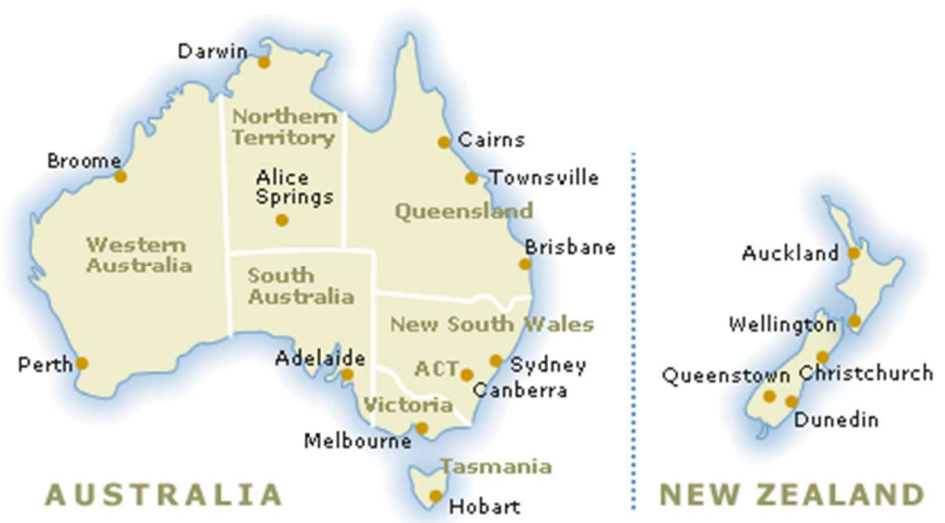 Darwin
Northern
Territory
Cairns
Broome
Alice
Springs
Townsville
Queensland
Western
Australia
Brisbane
South
Australia
New South Wales
Perth
Adelaide
ACT
Sydney
Canberra
Victoria
Melbourne
Tasmania
Hobart
AUSTRALIA
Auckland
Wellington
Queenstown
Christchurch
Dunedin
NEW ZEALAND